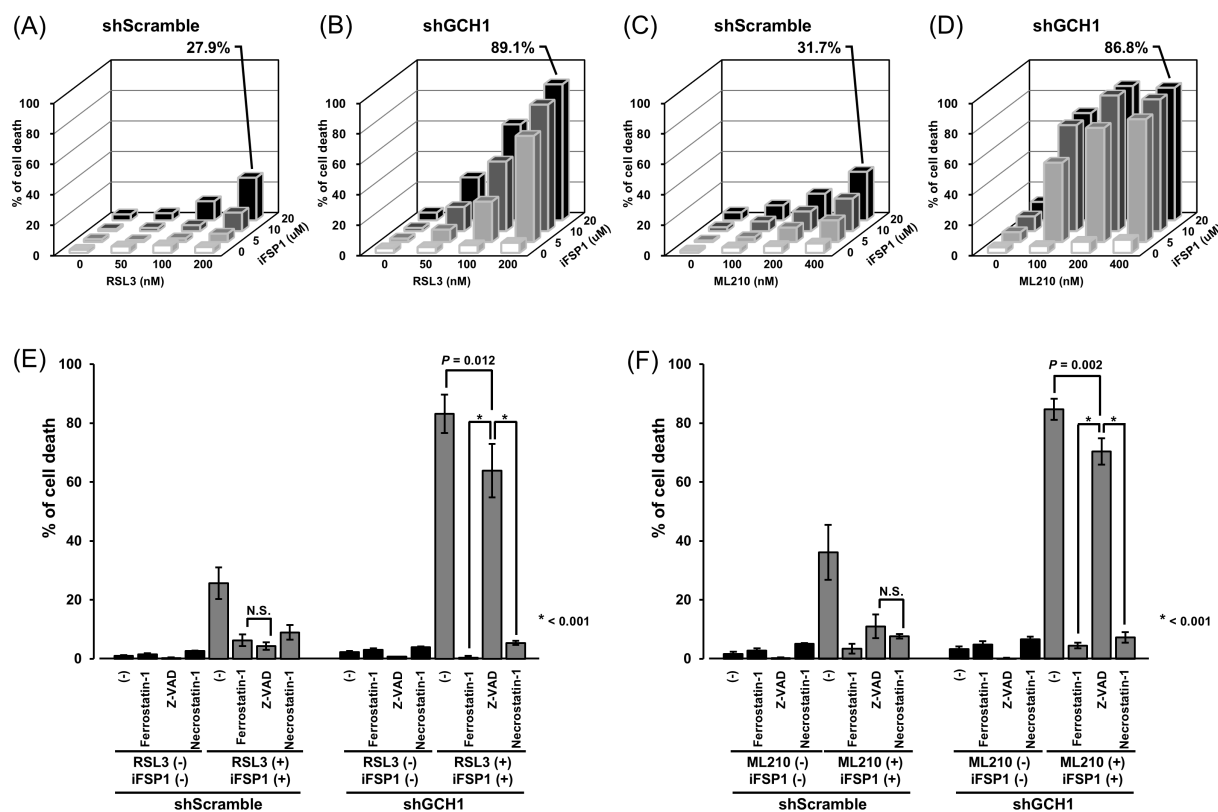 (A)
shScramble
27.9%
% of cell death
100
80
60
40
20
0
0 50 100 200
RSL3 (nM)
0 5 10 20
iFSP1 (uM)
(B)
shGCH1
89.1%
% of cell death
100
80
60
40
20
0
0 50 100 200
RSL3 (nM)
0 5 10 20
iFSP1 (uM)
(C)
shScramble
31.7%
% of cell death
100
80
60
40
20
0
0 100 200 400
ML210 (nM)
0 5 10 20
iFSP1 (uM)
(D)
shGCH1
86.8%
% of cell death
100
80
60
40
20
0
0 100 200 400
ML210 (nM)
0 5 10 20
iFSP1 (uM)
(E)
% of cell death
100
80
60
40
20
0
N.S.
P = 0.012
* *
* < 0.001
(-) Ferrostatin-1 Z-VAD Necrostatin-1 (-) Ferrostatin-1 Z-VAD Necrostatin-1 (-) Ferrostatin-1 Z-VAD Necrostatin-1 (-) Ferrostatin-1 Z-VAD Necrostatin-1
RSL3 (-) RSL3 (+) RSL3 (-) RSL3 (+)
iFSP1 (-) iFSP1 (+) iFSP1 (-) iFSP1 (+)
shScramble shGCH1
(F)
% of cell death
100
80
60
40
20
0
N.S.
P = 0.002
* *
* < 0.001
(-) Ferrostatin-1 Z-VAD Necrostatin-1 (-) Ferrostatin-1 Z-VAD Necrostatin-1 (-) Ferrostatin-1 Z-VAD Necrostatin-1 (-) Ferrostatin-1 Z-VAD Necrostatin-1
ML210 (-) ML210 (+) ML210 (-) ML210 (+)
iFSP1 (-) iFSP1 (+) iFSP1 (-) iFSP1 (+)
shScramble shGCH1